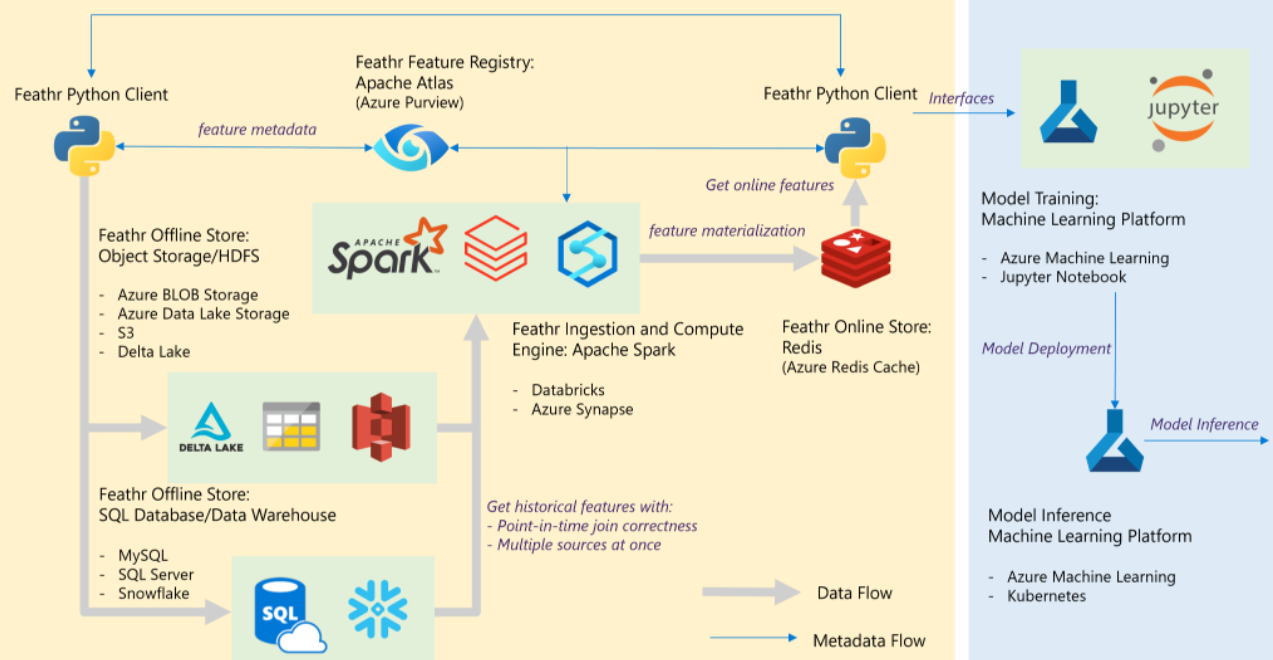 Feathr Feature Registry:
Apache Atlas
(Azure Purview)
Feathr Python Client
Feathr Python Client
Interfaces
jupyter
feature metadata
Get online features
Model Training:
Machine Learning Platform
- Azure Machine Learning
- Jupyter Notebook
Feathr Offline Store:
Object Storage/HDFS
- Azure BLOB Storage
- Azure Data Lake Storage
- S3
- Delta Lake
APACHE
Spark
feature materialization
Feathr Ingestion and Compute
Engine: Apache Spark
- Databricks
- Azure Synapse
Feathr Online Store:
Redis
(Azure Redis Cache)
Model Deployment
Model Inference
DELTA LAKE
Feathr Offline Store:
SQL Database/Data Warehouse
- MySQL
- SQL Server
- Snowflake
SQL
Get historical features with:
- Point-in-time join correctness
- Multiple sources at once
Model Inference
Machine Learning Platform
- Azure Machine Learning
- Kubernetes
Data Flow
Metadata Flow